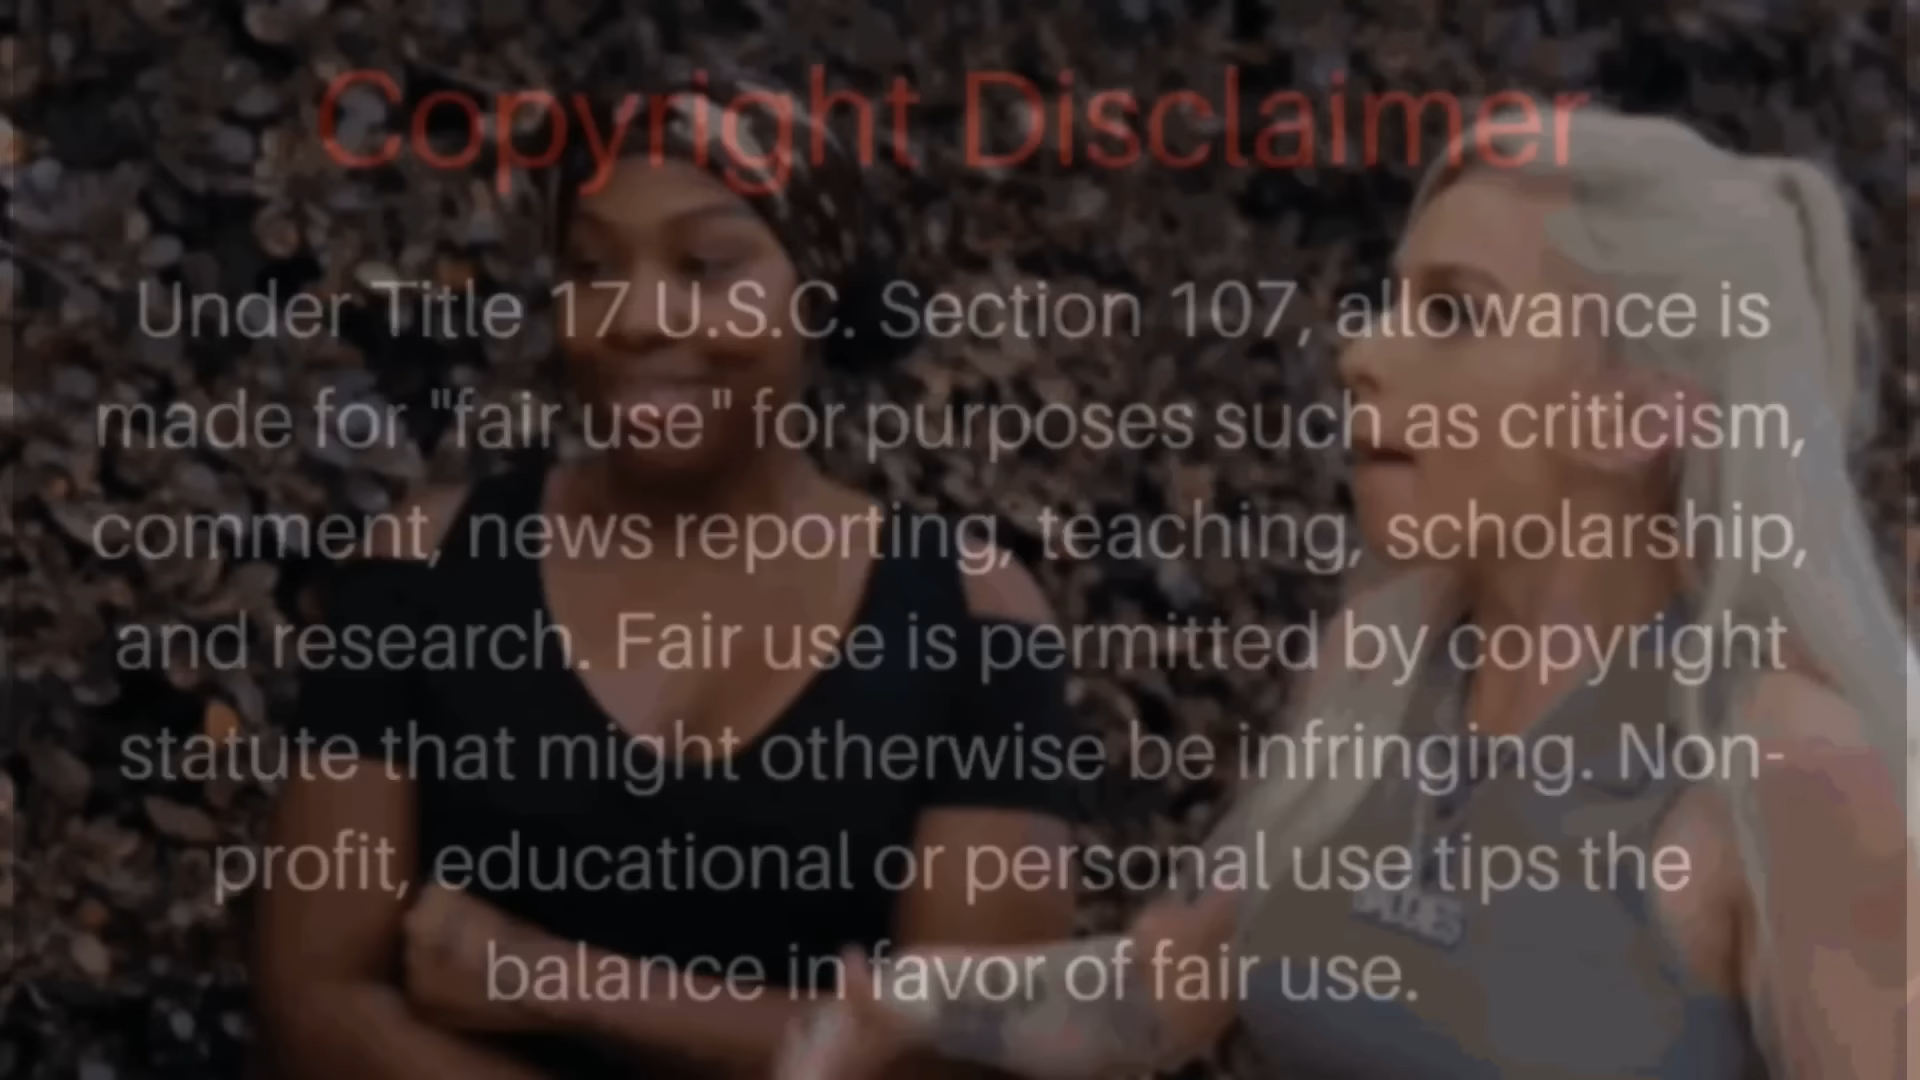 Copyright Disclaimer
Under Title 17 U.S.C. Section 107, allowance is
made for "fair use" for purposes such as criticism,
comment, news reporting, teaching, scholarship,
and research. Fair use is permitted by copyright
statute that might otherwise be infringing. Non-
profit, educational or personal use tips the
balance in favor of fair use.